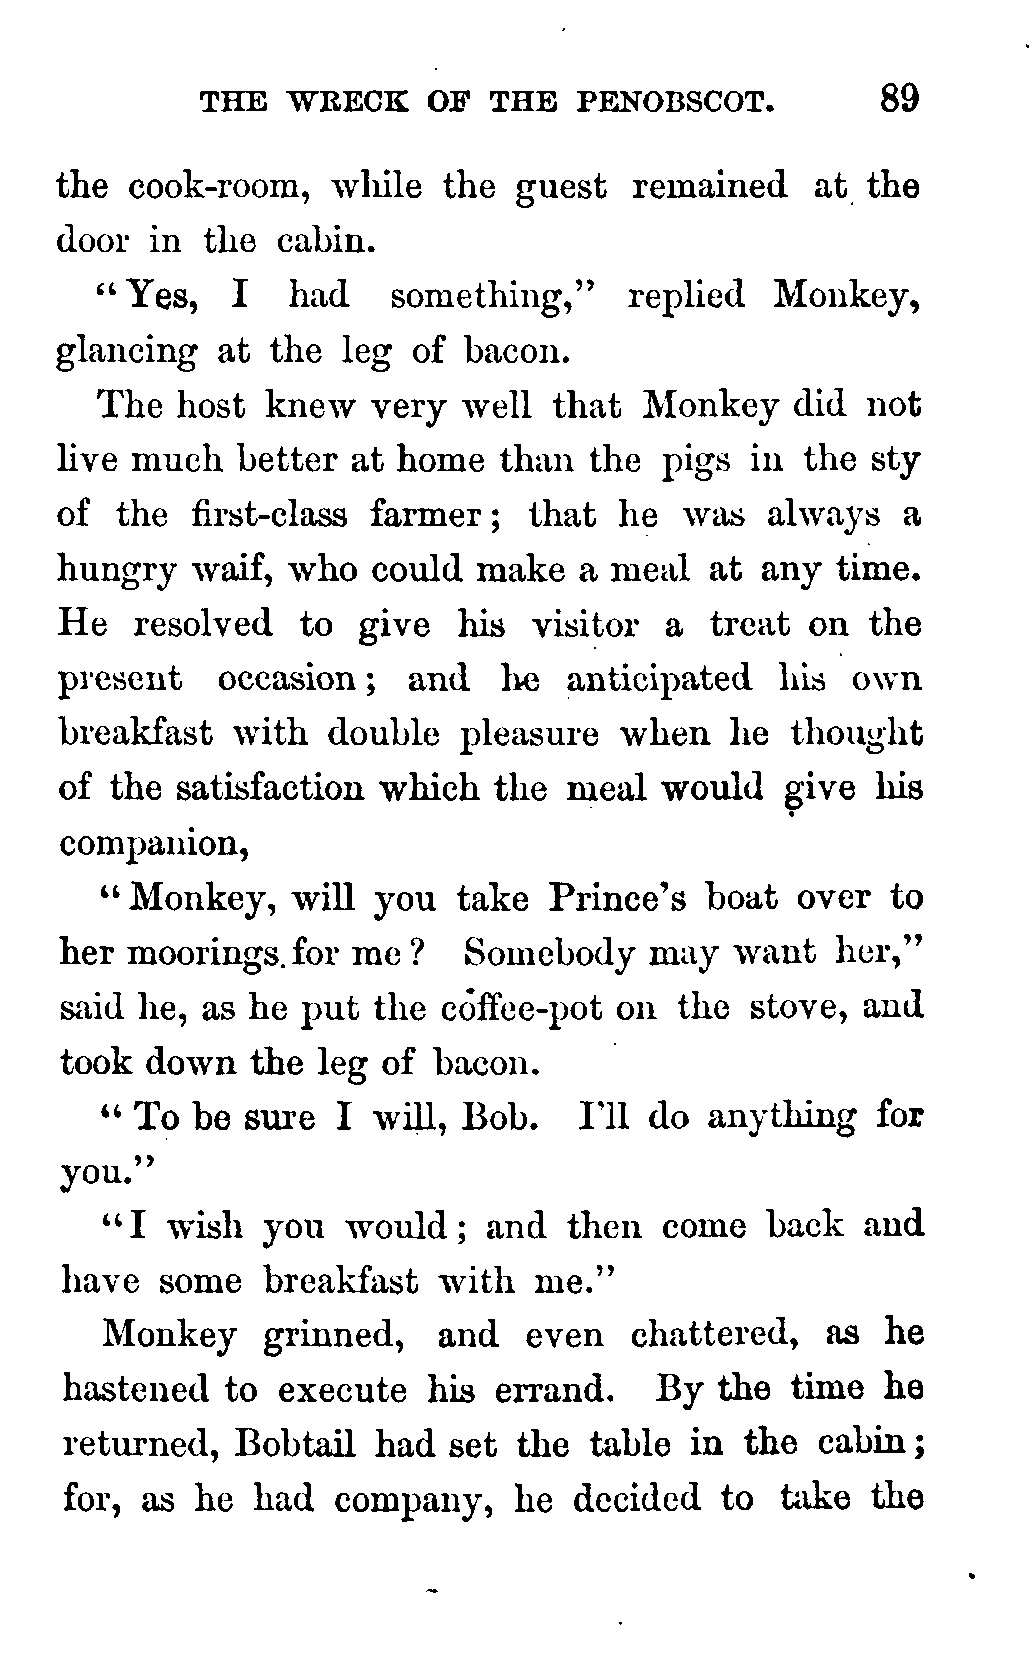 THE WRECK OF THE PENOBSCOT. 89
the cook-room, while the guest remained at the
door in the cabin.
“Yes, I had something,” replied Monkey,
glancing at the leg of bacon.
The host knew very well that Monkey did not
live much better at home than the pigs in the sty
of the first-class farmer; that he was always a
hungry waif, who could make a meal at any time.
He resolved to give his visitor a treat on the
present occasion; and he anticipated his own
breakfast with double pleasure when he thought
of the satisfaction which the meal would give his
companion,
“Monkey, will you take Prince’s boat over to
her moorings for me? Somebody may want her,”
said he, as he put the coffee-pot on the stove, and
took down the leg of bacon.
“To be sure I will, Bob. I’ll do anything for
you.”
“I wish you would; and then come back and
have some breakfast with me.”
Monkey grinned, and even chattered, as he
hastened to execute his errand. By the time he
returned, Bobtail had set the table in the cabin;
for, as he had company, he decided to take the